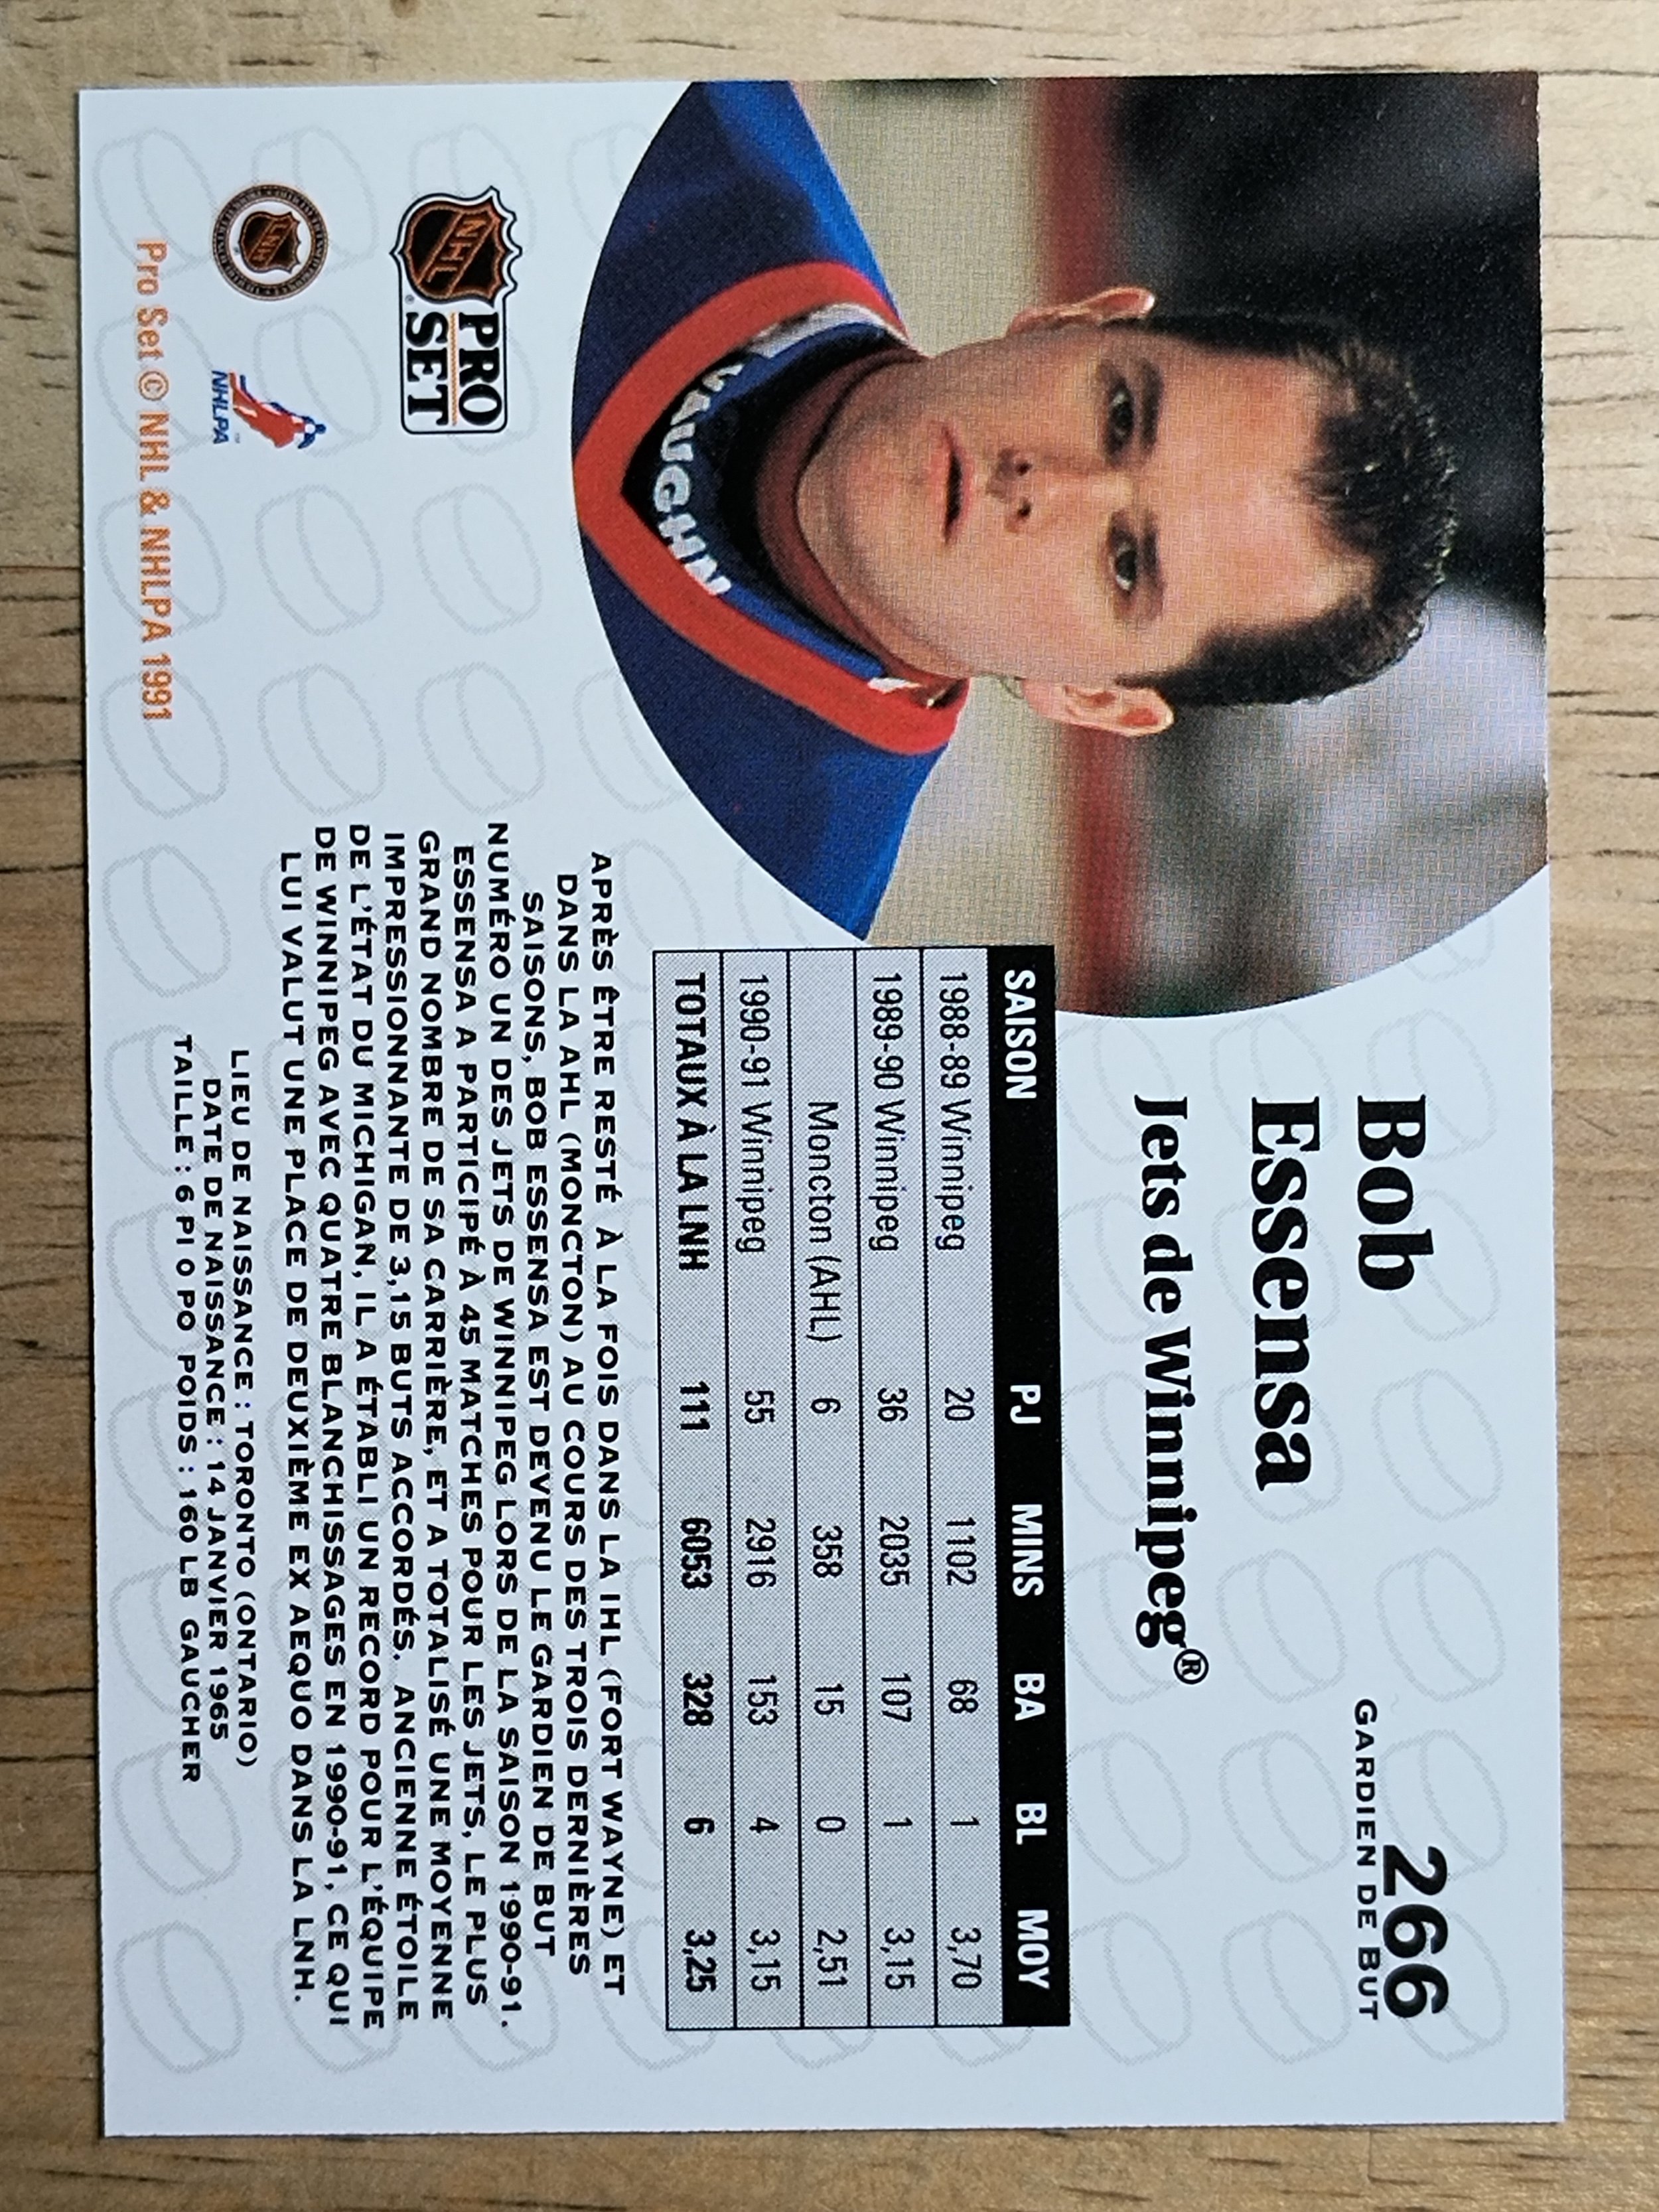 266
GARDIEN DE BUT
Bob
Essensa
Jets de Winnipeg®
SAISON PJ MINS BA BL MOY
1988-89 Winnipeg 20 1102 68 1 3,70
1989-90 Winnipeg 36 2035 107 1 3,15
Moncton (AHL) 6 358 15 0 2,51
1990-91 Winnipeg 55 2916 153 4 3,15
TOTAUX À LA LNH 111 6053 328 6 3,25
APRÈS ÊTRE RESTÉ À LA FOIS DANS LA IHL (FORT WAYNE) ET
DANS LA AHL (MONCTON) AU COURS DES TROIS DERNIÈRES
SAISONS, BOB ESSENSA EST DEVENU LE GARDIEN DE BUT
NUMÉRO UN DES JETS DE WINNIPEG LORS DE LA SAISON 1990-91.
ESSENSA A PARTICIPÉ À 45 MATCHES POUR LES JETS, LE PLUS
GRAND NOMBRE DE SA CARRIÈRE, ET A TOTALISÉ UNE MOYENNE
IMPRESSIONNANTE DE 3,15 BUTS ACCORDÉS. ANCIENNE ÉTOILE
DE L'ÉTAT DU MICHIGAN, IL A ÉTABLI UN RECORD POUR L'ÉQUIPE
DE WINNIPEG AVEC QUATRE BLANCHISSAGES EN 1990-91, CE QUI
LUI VALUT UNE PLACE DE DEUXIÈME EX AEQUO DANS LA LNH.
LIEU DE NAISSANCE : TORONTO (ONTARIO)
DATE DE NAISSANCE : 14 JANVIER 1965
TAILLE : 6 PI 0 PO POIDS : 160 LB GAUCHER
VAUGHN
NHL
PRO
SET
®
LNH
NHLPA
™
Pro Set © NHL & NHLPA 1991